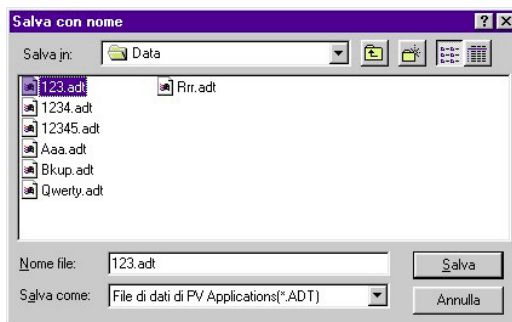 Salva con nome
Salva in: Data
123.adt Rrr.adt
1234.adt
12345.adt
Aaa.adt
Bkup.adt
Qwerty.adt
Nome file: 123.adt Salva
Salva come: File di dati di PV Applications(*.ADT) Annulla